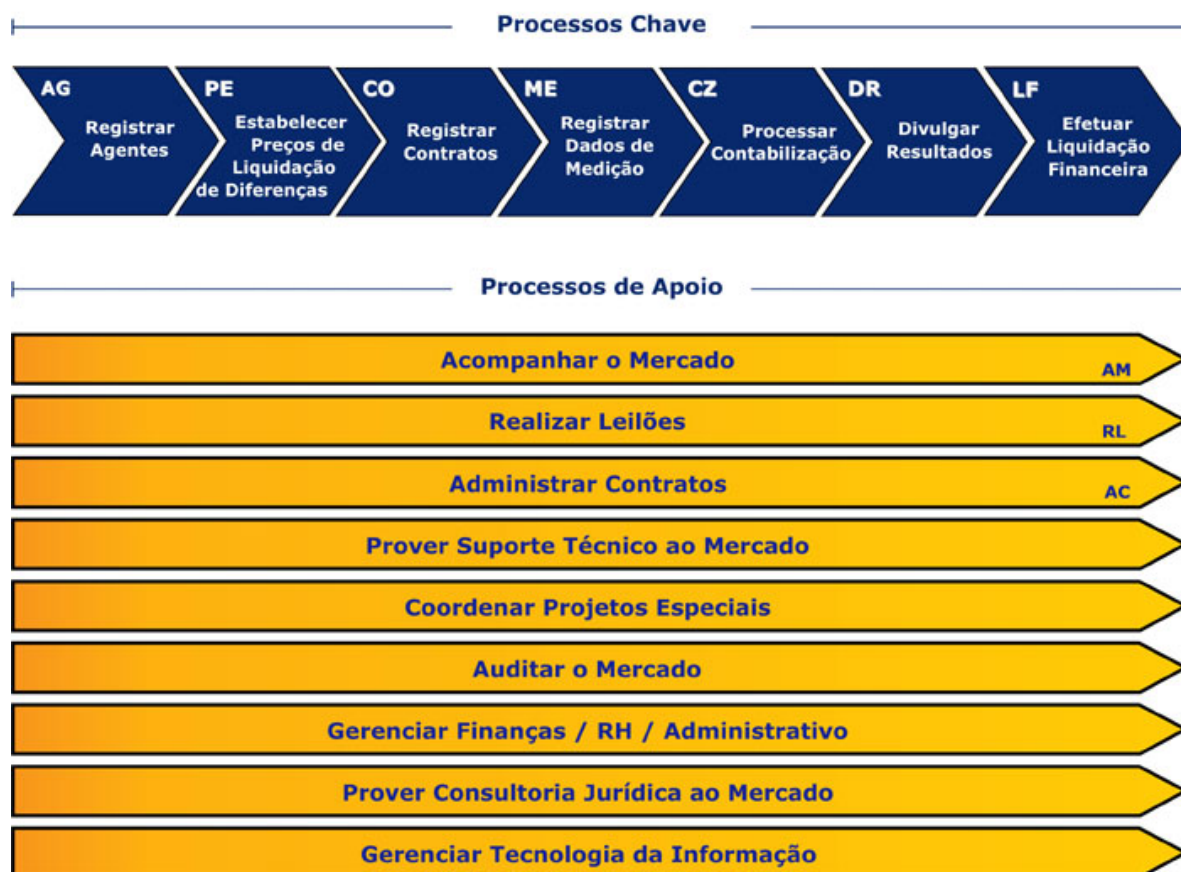 Processos Chave
AG
Registrar
Agentes
PE
Estabelecer
Preços de
Liquidação
de Diferenças
CO
Registrar
Contratos
ME
Registrar
Dados de
Medição
CZ
Processar
Contabilização
DR
Divulgar
Resultados
LF
Efetuar
Liquidação
Financeira
Processos de Apoio
Acompanhar o Mercado
AM
Realizar Leilões
RL
Administrar Contratos
AC
Prover Suporte Técnico ao Mercado
Coordenar Projetos Especiais
Auditar o Mercado
Gerenciar Finanças / RH / Administrativo
Prover Consultoria Jurídica ao Mercado
Gerenciar Tecnologia da Informação